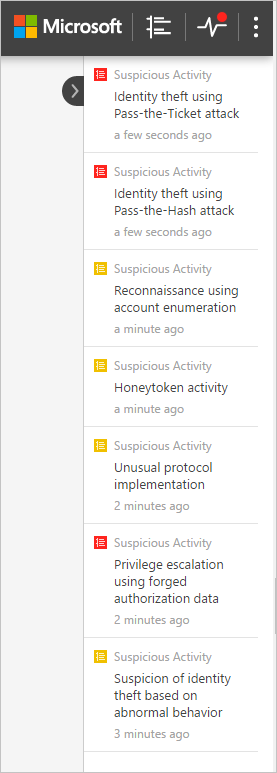 Microsoft
Suspicious Activity
Identity theft using
Pass-the-Ticket attack
a few seconds ago
Suspicious Activity
Identity theft using
Pass-the-Hash attack
a few seconds ago
Suspicious Activity
Reconnaissance using
account enumeration
a minute ago
Suspicious Activity
Honeytoken activity
a minute ago
Suspicious Activity
Unusual protocol
implementation
2 minutes ago
Suspicious Activity
Privilege escalation
using forged
authorization data
2 minutes ago
Suspicious Activity
Suspicion of identity
theft based on
abnormal behavior
3 minutes ago